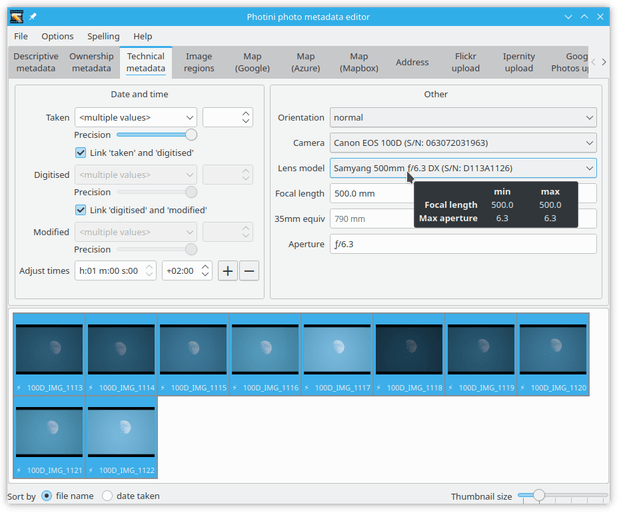 Photini photo metadata editor
File Options Spelling Help
Descriptive metadata
Ownership metadata
Technical metadata
Image regions
Map (Google)
Map (Azure)
Map (Mapbox)
Address
Flickr upload
Ipernity upload
Goog
Photos u
Date and time
Taken <multiple values>
Precision
Link 'taken' and 'digitised'
Digitised <multiple values>
Precision
Link 'digitised' and 'modified'
Modified <multiple values>
Precision
Adjust times h:01 m:00 s:00 +02:00 + −
Other
Orientation normal
Camera Canon EOS 100D (S/N: 063072031963)
Lens model Samyang 500mm ƒ/6.3 DX (S/N: D113A1126)
Focal length 500.0 mm
35mm equiv 790 mm
Aperture ƒ/6.3
min max
Focal length 500.0 500.0
Max aperture 6.3 6.3
100D_IMG_1113 100D_IMG_1114 100D_IMG_1115 100D_IMG_1116 100D_IMG_1117 100D_IMG_1118 100D_IMG_1119 100D_IMG_1120
100D_IMG_1121 100D_IMG_1122
Sort by file name date taken Thumbnail size